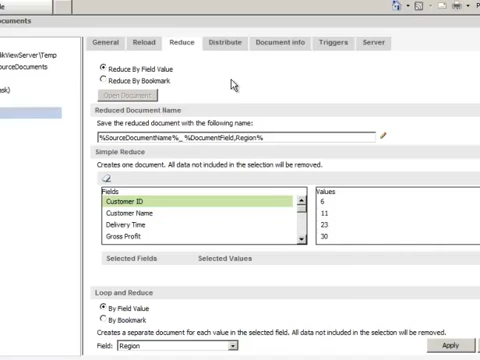 ocuments
General Reload Reduce Distribute Document info Triggers Server
likViewServer\Temp
ourceDocuments
ask)
Reduce By Field Value
Reduce By Bookmark
Open Document
Reduced Document Name
Save the reduced document with the following name:
%SourceDocumentName%_ %DocumentField,Region%
Simple Reduce
Creates one document. All data not included in the selection will be removed.
Fields Values
Customer ID 6
Customer Name 11
Delivery Time 23
Gross Profit 30
Selected Fields Selected Values
Loop and Reduce
By Field Value
By Bookmark
Creates a separate document for each value in the selected field. All data not included in the selection will be removed.
Field: Region
Apply